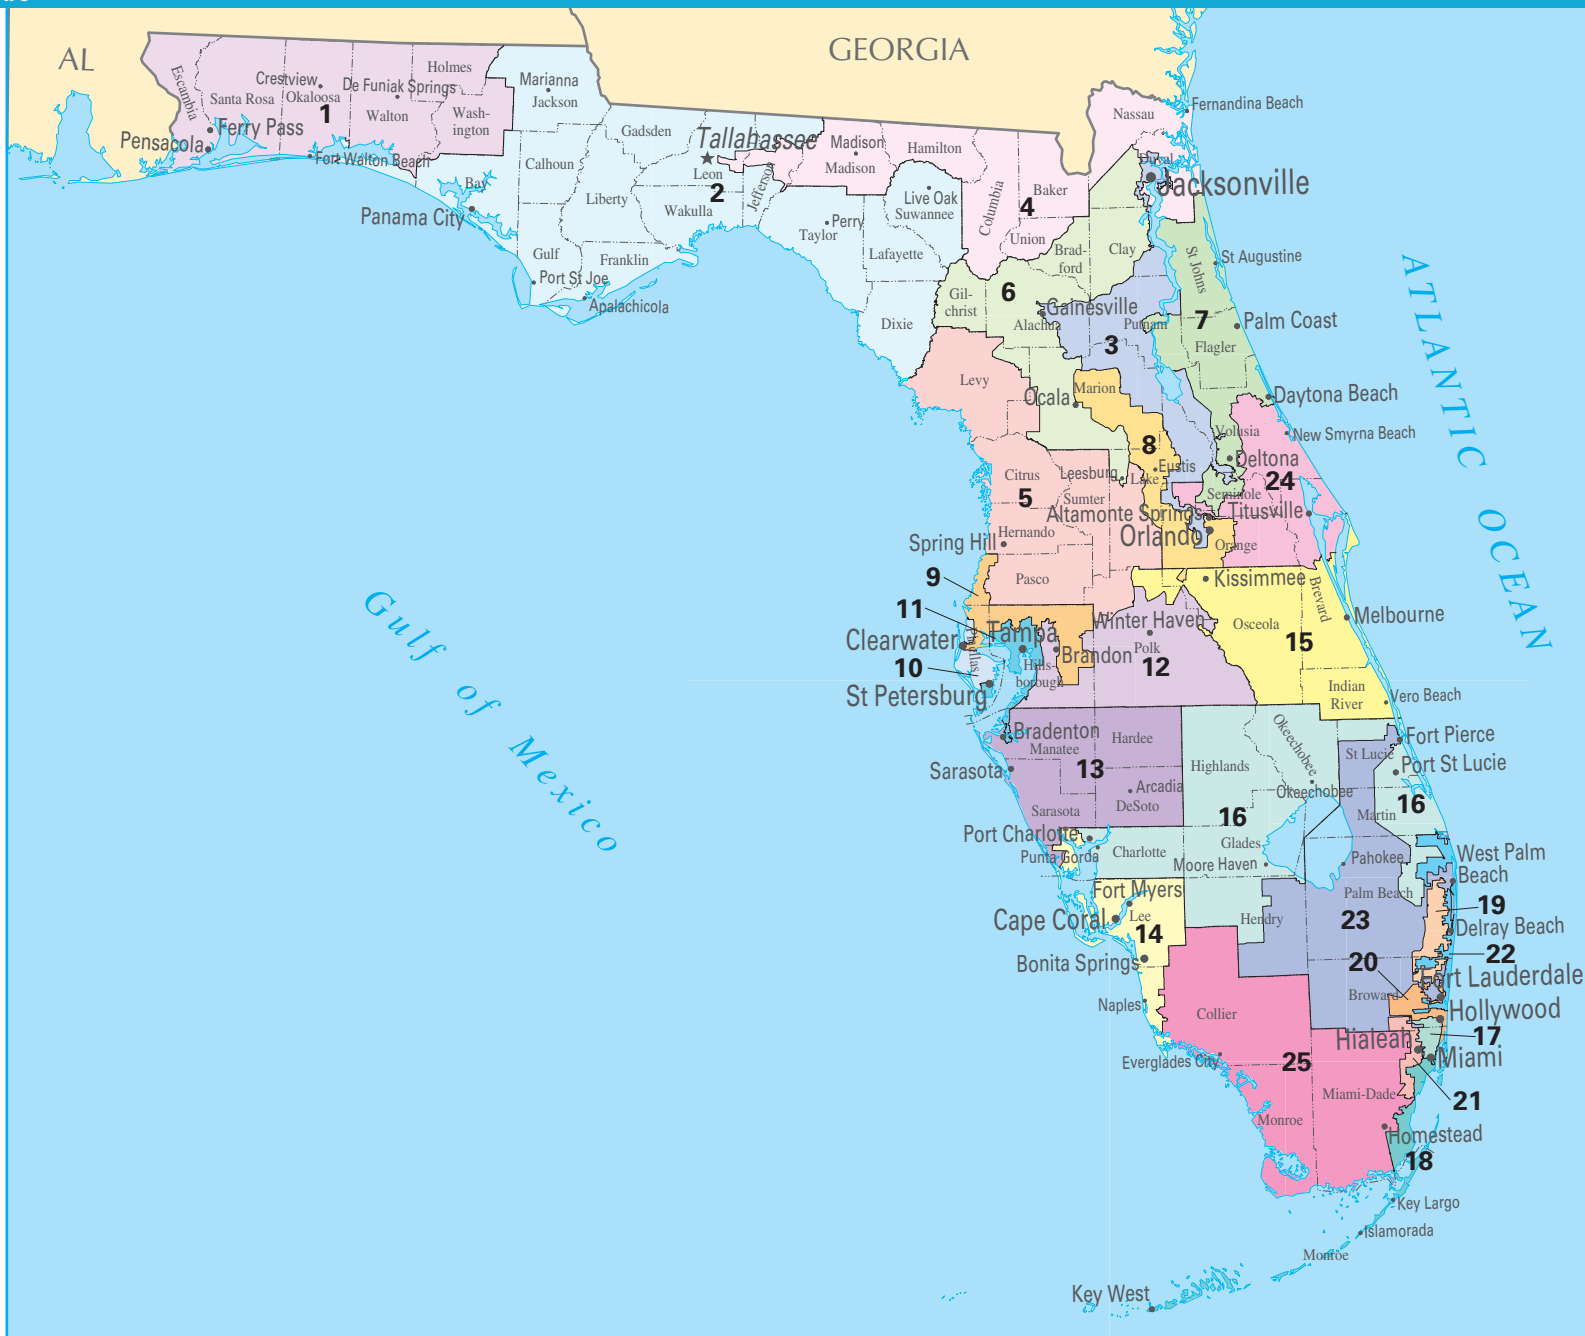 AL
GEORGIA
Escambia
Santa Rosa
Crestview
Okaloosa
1
De Funiak Springs
Walton
Holmes
Wash-
ington
Pensacola
Ferry Pass
Fort Walton Beach
Marianna
Jackson
Calhoun
Bay
Panama City
Gulf
Port St Joe
Apalachicola
Franklin
Liberty
Gadsden
Tallahassee
Leon
2
Wakulla
Jefferson
Madison
Madison
Hamilton
Taylor
Perry
Live Oak
Suwannee
Lafayette
Dixie
Columbia
4
Baker
Union
Brad-
ford
Clay
Nassau
Fernandina Beach
Duval
Jacksonville
St Johns
St Augustine
Gil-
christ
6
Alachua
Gainesville
Putnam
3
7
Flagler
Palm Coast
Levy
Ocala
Marion
Daytona Beach
Volusia
New Smyrna Beach
8
Eustis
Deltona
24
Citrus
5
Leesburg
Lake
Sumter
Seminole
Altamonte Springs
Titusville
Orlando
Orange
Hernando
Spring Hill
Pasco
9
11
Kissimmee
Brevard
Melbourne
Osceola
15
Clearwater
Pinellas
Tampa
Hills-
borough
Brandon
Winter Haven
Polk
12
10
St Petersburg
Indian
River
Vero Beach
Bradenton
Manatee
Hardee
Sarasota
13
Arcadia
DeSoto
Sarasota
Highlands
Okeechobee
Okeechobee
St Lucie
Fort Pierce
Port St Lucie
16
16
Martin
Port Charlotte
Punta Gorda
Charlotte
Glades
Moore Haven
Pahokee
West Palm
Beach
Palm Beach
Fort Myers
Cape Coral
Lee
14
Hendry
23
19
Delray Beach
22
Bonita Springs
20
Fort Lauderdale
Broward
Naples
Collier
Hollywood
17
Hialeah
Miami
Everglades City
25
Miami-Dade
21
Monroe
Homestead
18
Key Largo
Islamorada
Monroe
Key West
Gulf of Mexico
ATLANTIC OCEAN